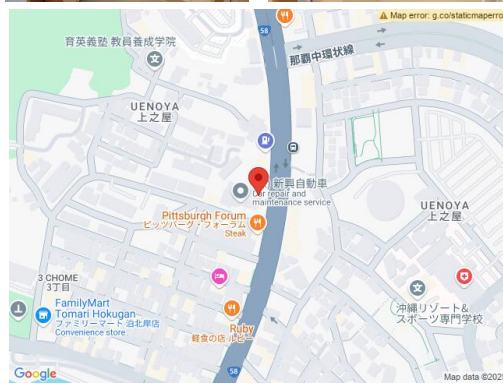 Map error: g.co/staticmaperro
58
育英義塾 教員養成学院
那覇中環状線
UENOYA
上之屋
新興自動車
Car repair and
maintenance service
UENOYA
上之屋
Pittsburgh Forum
ピッツバーグ・フォーラム
Steak
3 CHOME
3丁目
FamilyMart
Tomari Hokugan
ファミリーマート 泊北岸店
Convenience store
沖縄リゾート&
スポーツ専門学校
Ruby
軽食の店 ルビー
58
Google
Map data ©202